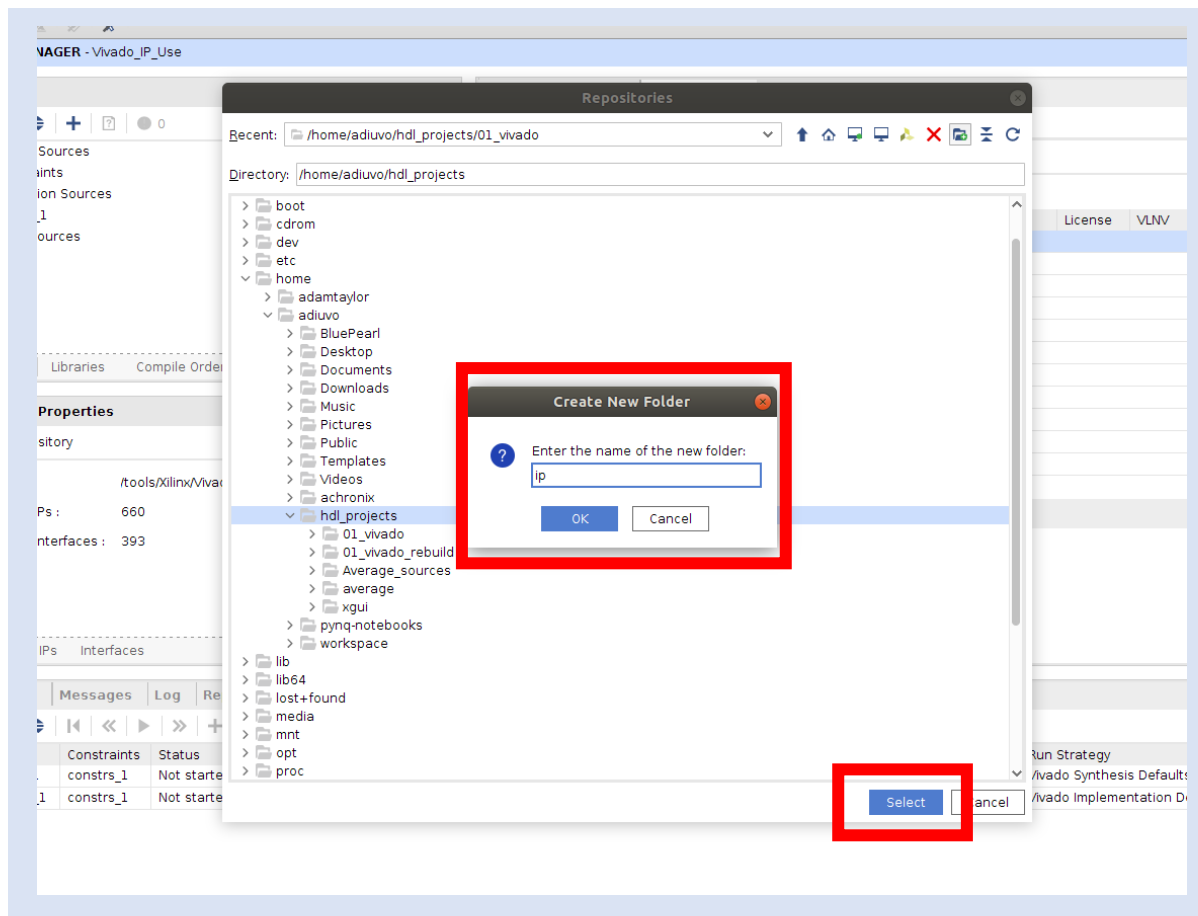 NAGER - Vivado_IP_Use
Repositories
0
Recent: /home/adiuvo/hdl_projects/01_vivado
Sources
aints
Directory: /home/adiuvo/hdl_projects
ion Sources
_1
ources
boot
cdrom
dev
etc
home
adamtaylor
adiuvo
BluePearl
Desktop
Documents
Downloads
Music
Pictures
Public
Templates
Videos
achronix
hdl_projects
01_vivado
01_vivado_rebuild
Average_sources
average
xgui
pynq-notebooks
workspace
lib
lib64
lost+found
media
mnt
opt
proc
Select
Cancel
Create New Folder
? Enter the name of the new folder:
ip
OK Cancel
License VLNV
Libraries Compile Order
Properties
sitory
/tools/Xilinx/Vivad
Ps : 660
nterfaces : 393
IPs Interfaces
Messages Log Re
Constraints Status
constrs_1 Not starte
_1 constrs_1 Not starte
Run Strategy
Vivado Synthesis Defaults
Vivado Implementation De